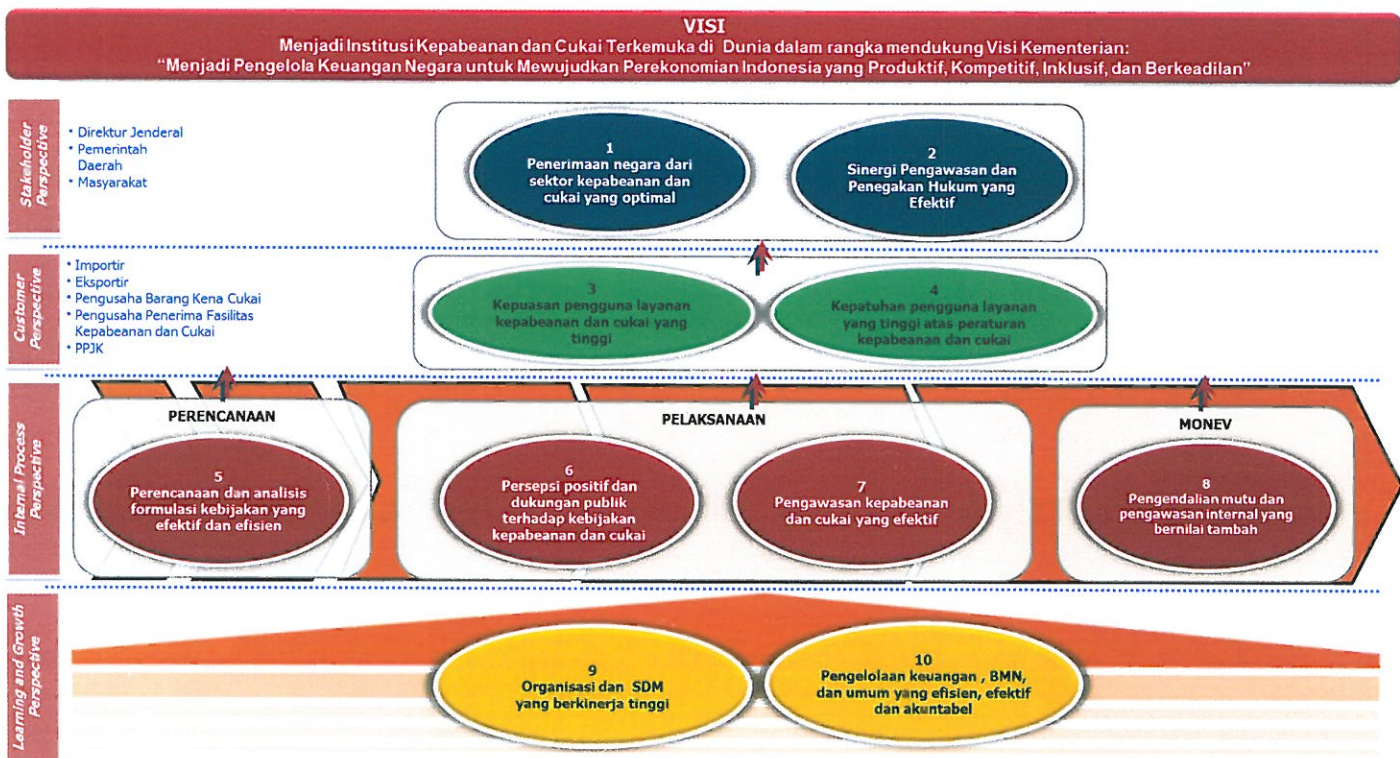 VISI
Menjadi Institusi Kepabeanan dan Cukai Terkemuka di Dunia dalam rangka mendukung Visi Kementerian:
“Menjadi Pengelola Keuangan Negara untuk Mewujudkan Perekonomian Indonesia yang Produktif, Kompetitif, Inklusif, dan Berkeadilan”
Stakeholder
Perspective
• Direktur Jenderal
• Pemerintah
Daerah
• Masyarakat
1
Penerimaan negara dari
sektor kepabeanan dan
cukai yang optimal
2
Sinergi Pengawasan dan
Penegakan Hukum yang
Efektif
Customer
Perspective
• Importir
• Eksportir
• Pengusaha Barang Kena Cukai
• Pengusaha Penerima Fasilitas
Kepabeanan dan Cukai
• PPJK
3
Kepuasan pengguna layanan
kepabeanan dan cukai yang
tinggi
4
Kepatuhan pengguna layanan
yang tinggi atas peraturan
kepabeanan dan cukai
Internal Process
Perspective
PERENCANAAN
5
Perencanaan dan analisis
formulasi kebijakan yang
efektif dan efisien
PELAKSANAAN
6
Persepsi positif dan
dukungan publik
terhadap kebijakan
kepabeanan dan cukai
7
Pengawasan kepabeanan
dan cukai yang efektif
MONEV
8
Pengendalian mutu dan
pengawasan internal yang
bernilai tambah
Learning and Growth
Perspective
9
Organisasi dan SDM
yang berkinerja tinggi
10
Pengelolaan keuangan , BMN,
dan umum yang efisien, efektif
dan akuntabel